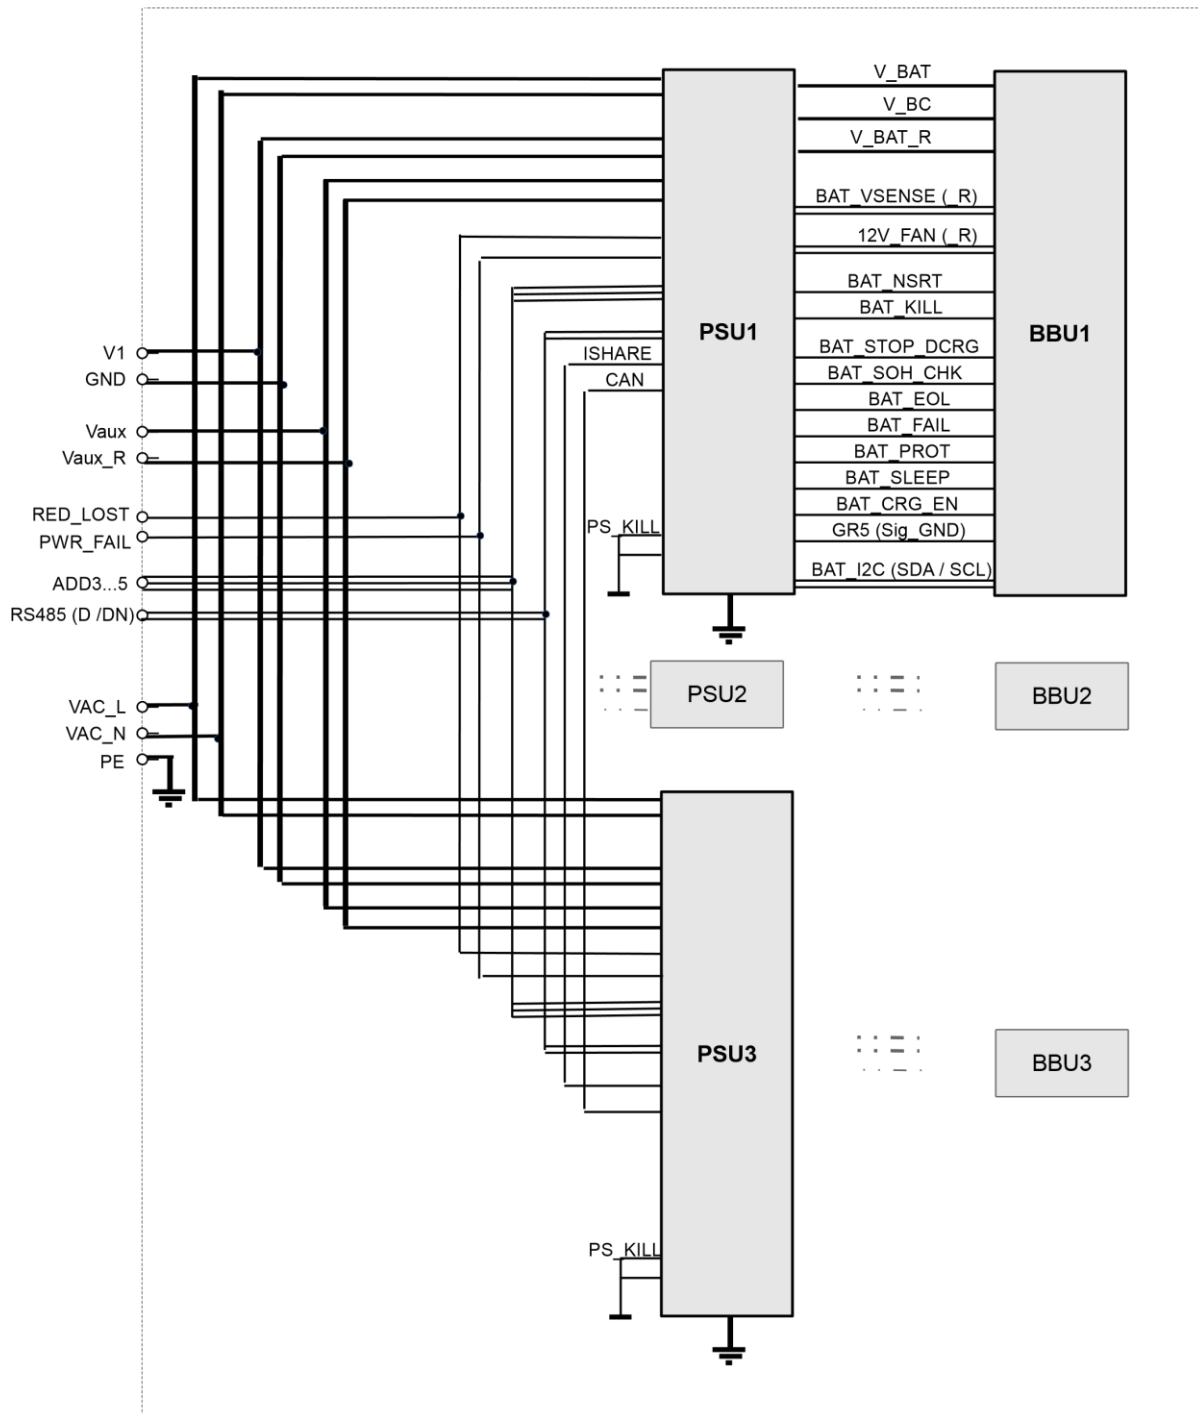 V_BAT
V_BC
V_BAT_R
BAT_VSENSE (_R)
12V_FAN (_R)
BAT_NSRT
BAT_KILL
PSU1
BBU1
V1
ISHARE
BAT_STOP_DCRG
GND
CAN
BAT_SOH_CHK
BAT_EOL
Vaux
BAT_FAIL
Vaux_R
BAT_PROT
BAT_SLEEP
BAT_CRG_EN
RED_LOST
PS_KILL
GR5 (Sig_GND)
PWR_FAIL
BAT_I2C (SDA / SCL)
ADD3...5
RS485 (D /DN)
PSU2
BBU2
VAC_L
VAC_N
PE
PSU3
BBU3
PS_KILL